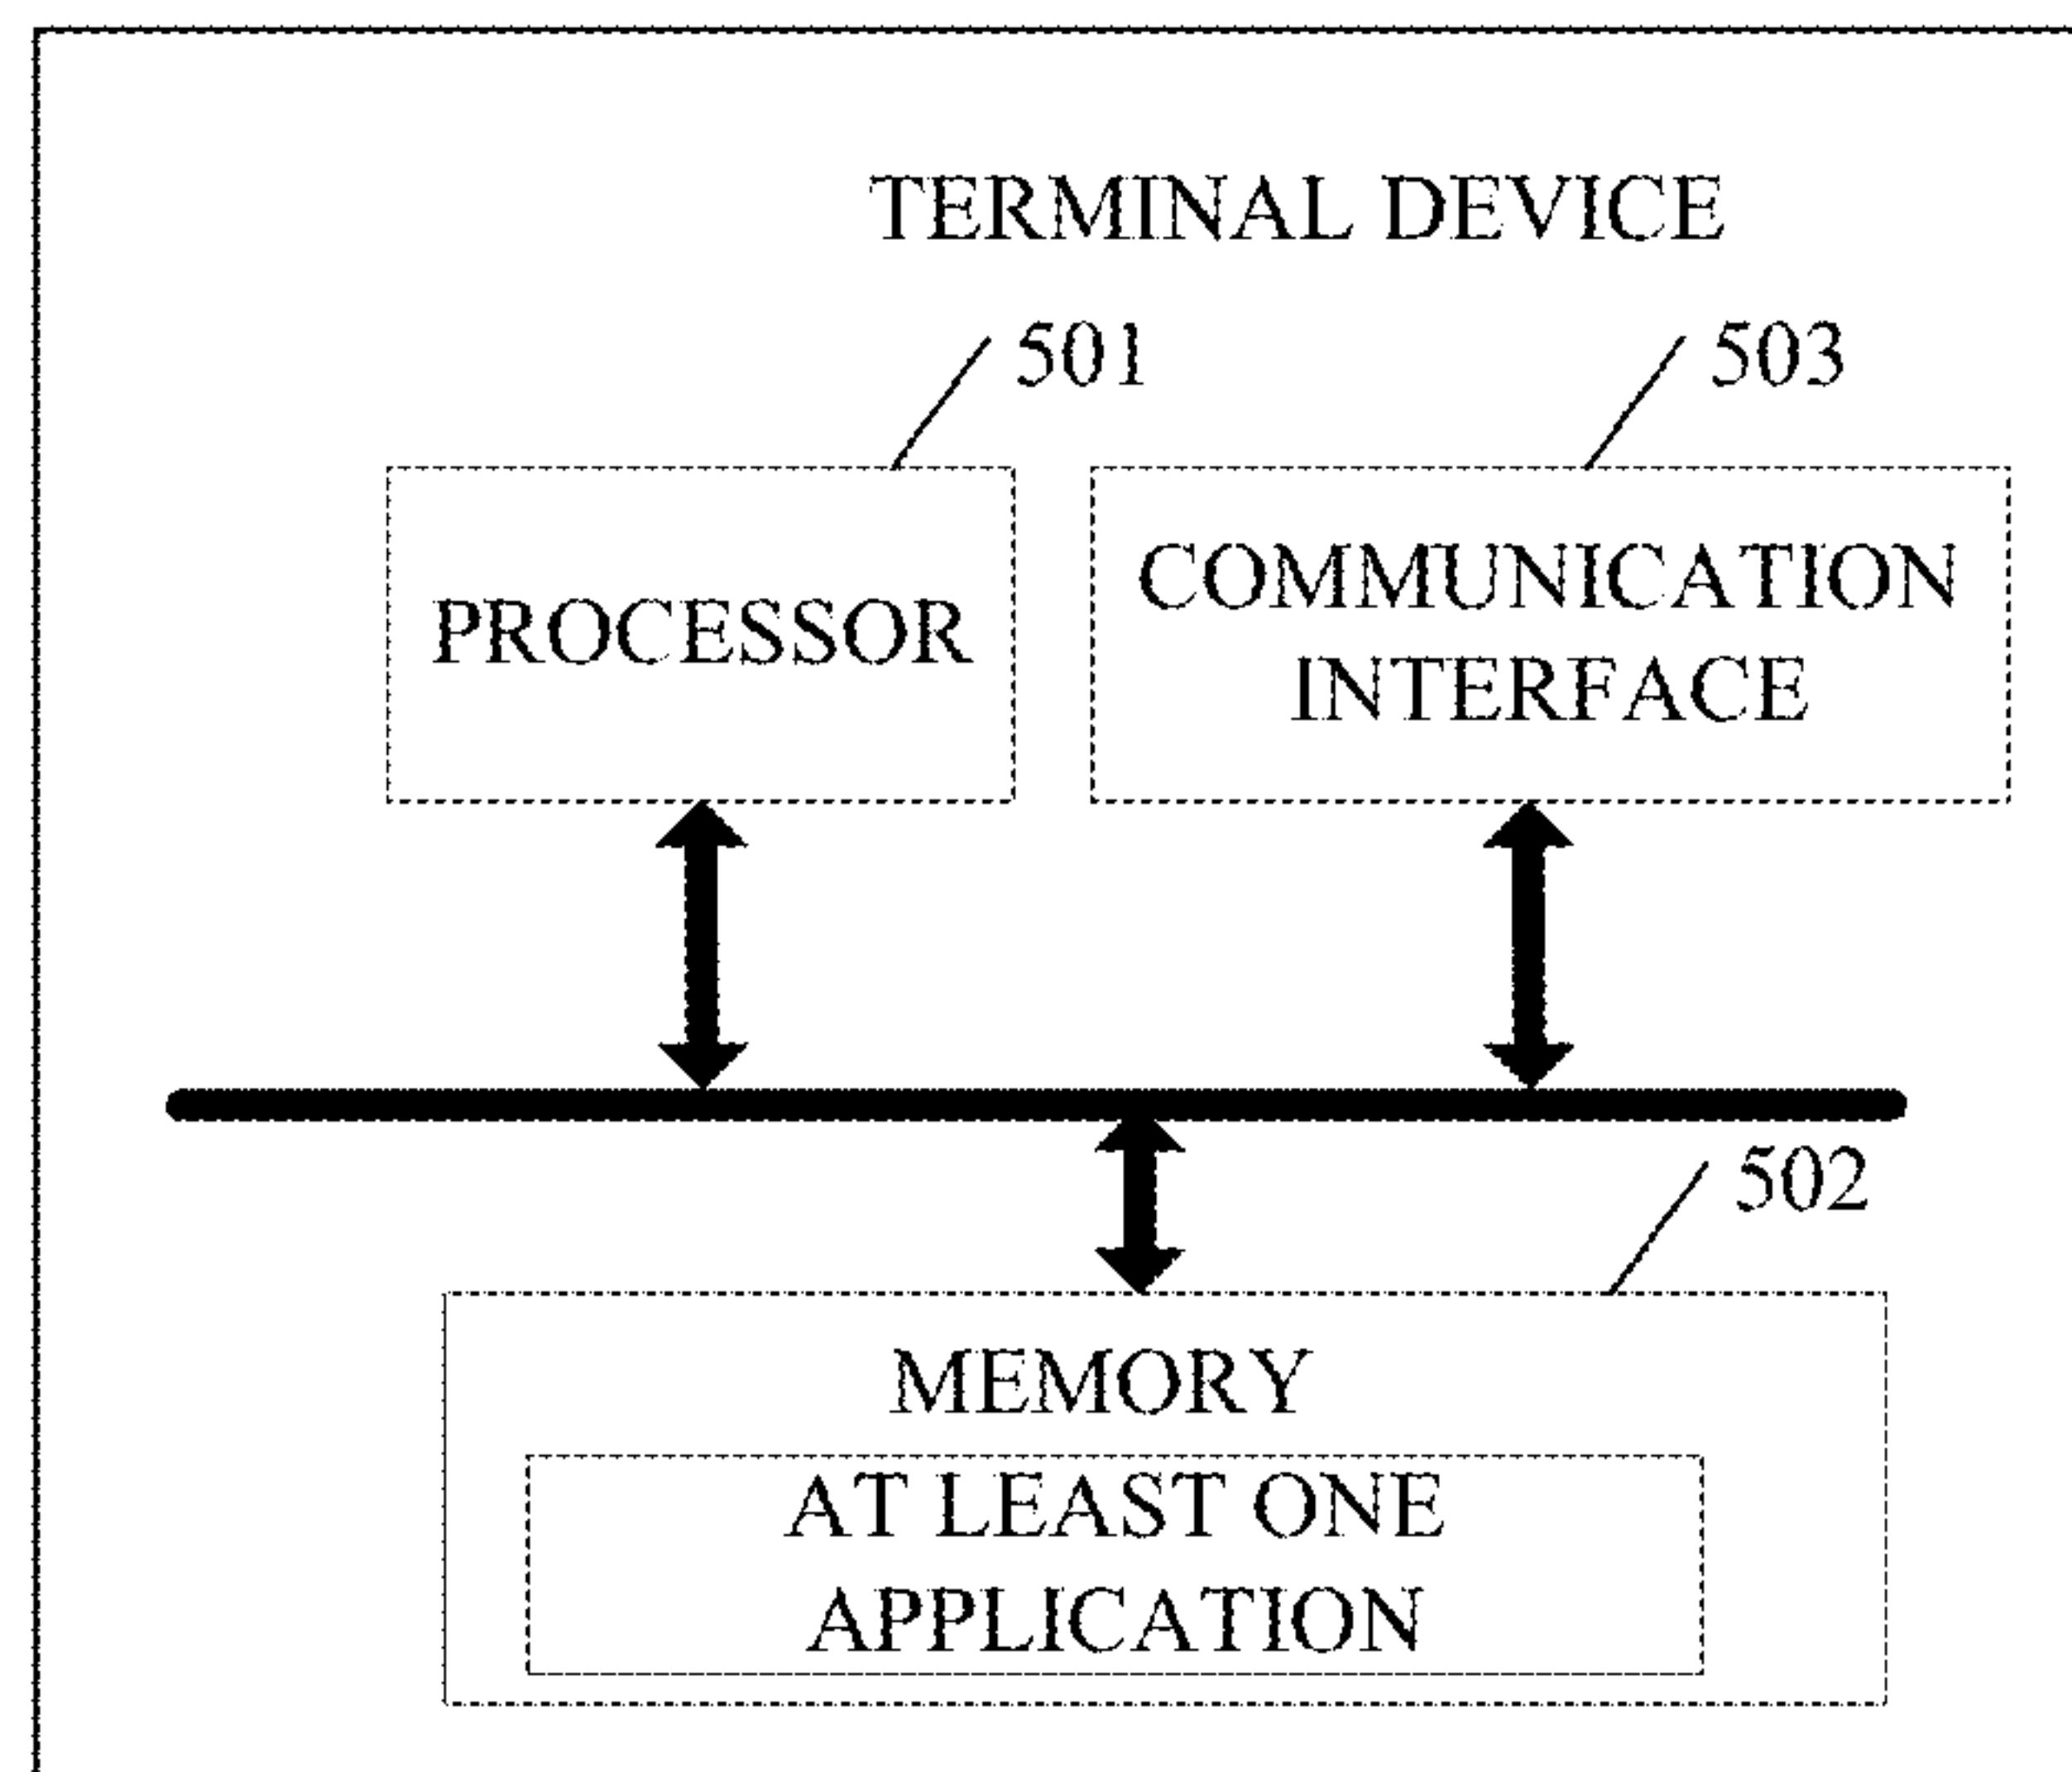 TERMINAL DEVICE
501
503
PROCESSOR
COMMUNICATION
INTERFACE
502
MEMORY
AT LEAST ONE
APPLICATION